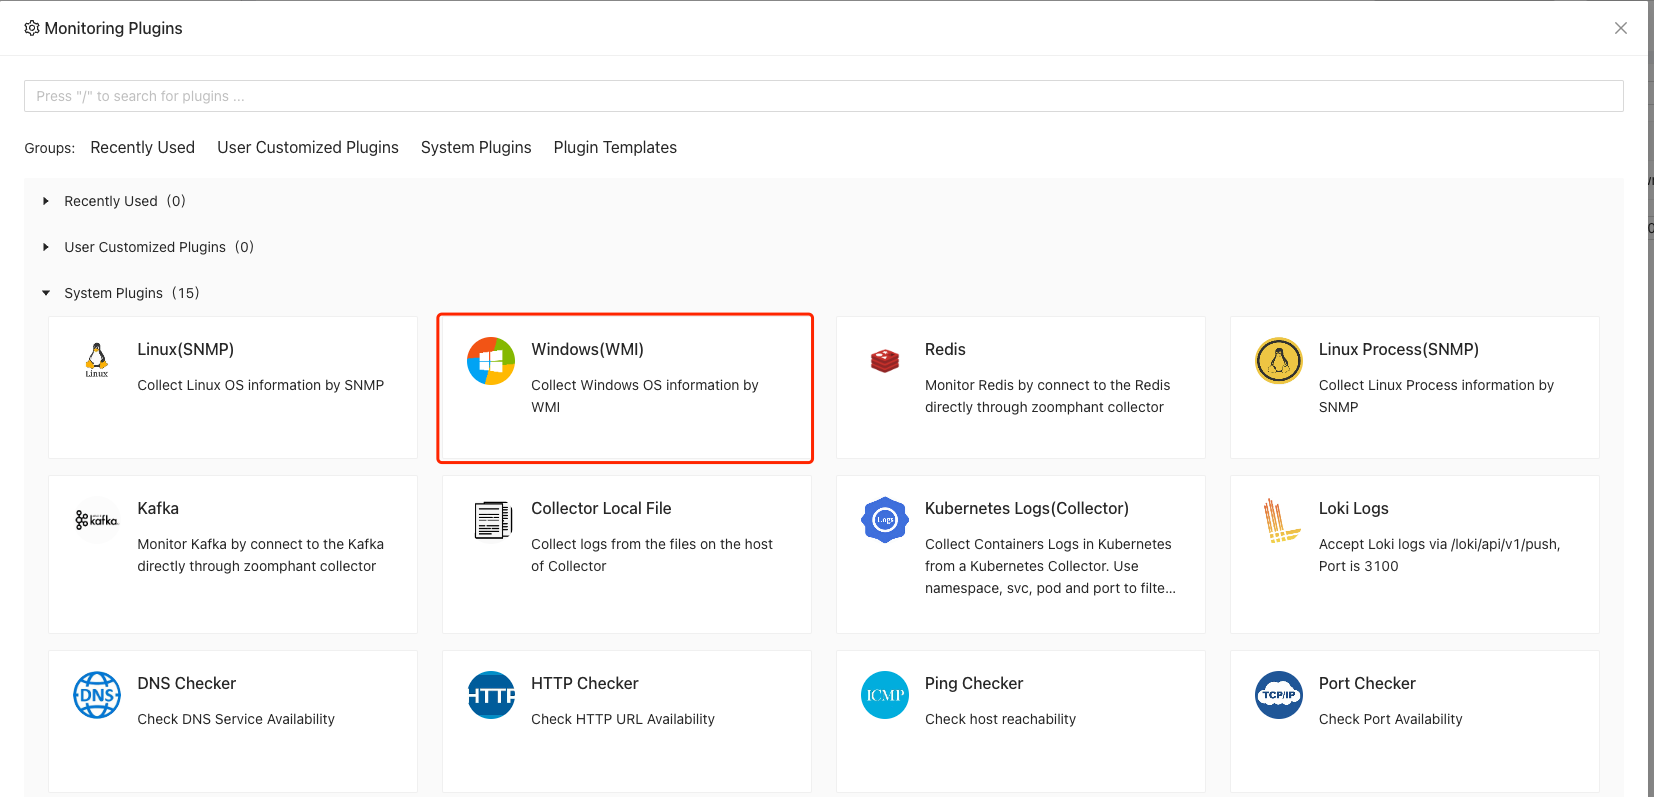 Monitoring Plugins
Press "/" to search for plugins ...
Groups: Recently Used User Customized Plugins System Plugins Plugin Templates
Recently Used (0)
User Customized Plugins (0)
System Plugins (15)
Linux
Linux(SNMP)
Collect Linux OS information by SNMP
Windows(WMI)
Collect Windows OS information by
WMI
Redis
Monitor Redis by connect to the Redis
directly through zoomphant collector
Linux Process(SNMP)
Collect Linux Process information by
SNMP
kafka
Kafka
Monitor Kafka by connect to the Kafka
directly through zoomphant collector
Collector Local File
Collect logs from the files on the host
of Collector
Logs
Kubernetes Logs(Collector)
Collect Containers Logs in Kubernetes
from a Kubernetes Collector. Use
namespace, svc, pod and port to filte...
Loki Logs
Accept Loki logs via /loki/api/v1/push,
Port is 3100
DNS
DNS Checker
Check DNS Service Availability
HTTP
HTTP Checker
Check HTTP URL Availability
ICMP
Ping Checker
Check host reachability
TCP/IP
Port Checker
Check Port Availability